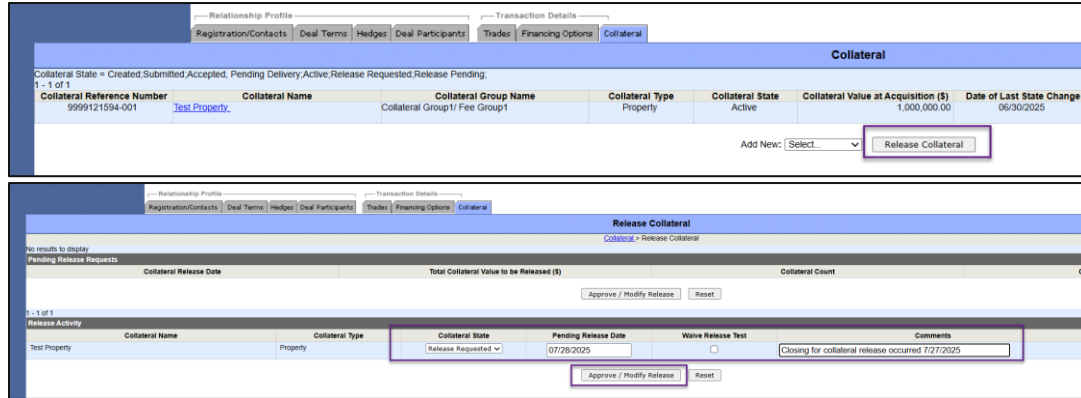 Relationship Profile Transaction Details
Registration/Contacts Deal Terms Hedges Deal Participants Trades Financing Options Collateral
Collateral
Collateral State = Created;Submitted;Accepted, Pending Delivery;Active;Release Requested;Release Pending;
1 - 1 of 1
Collateral Reference Number Collateral Name Collateral Group Name Collateral Type Collateral State Collateral Value at Acquisition ($) Date of Last State Change
9999121594-001 Test Property Collateral Group1/ Fee Group1 Property Active 1,000,000.00 06/30/2025
Add New: Select... Release Collateral
Relationship Profile Transaction Details
Registration/Contacts Deal Terms Hedges Deal Participants Trades Financing Options Collateral
Release Collateral
Collateral > Release Collateral
No results to display
Pending Release Requests
Collateral Release Date Total Collateral Value to be Released ($) Collateral Count
Approve / Modify Release Reset
1 - 1 of 1
Release Activity
Collateral Name Collateral Type Collateral State Pending Release Date Waive Release Test Comments
Test Property Property Release Requested 07/28/2025 Closing for collateral release occurred 7/27/2025
Approve / Modify Release Reset